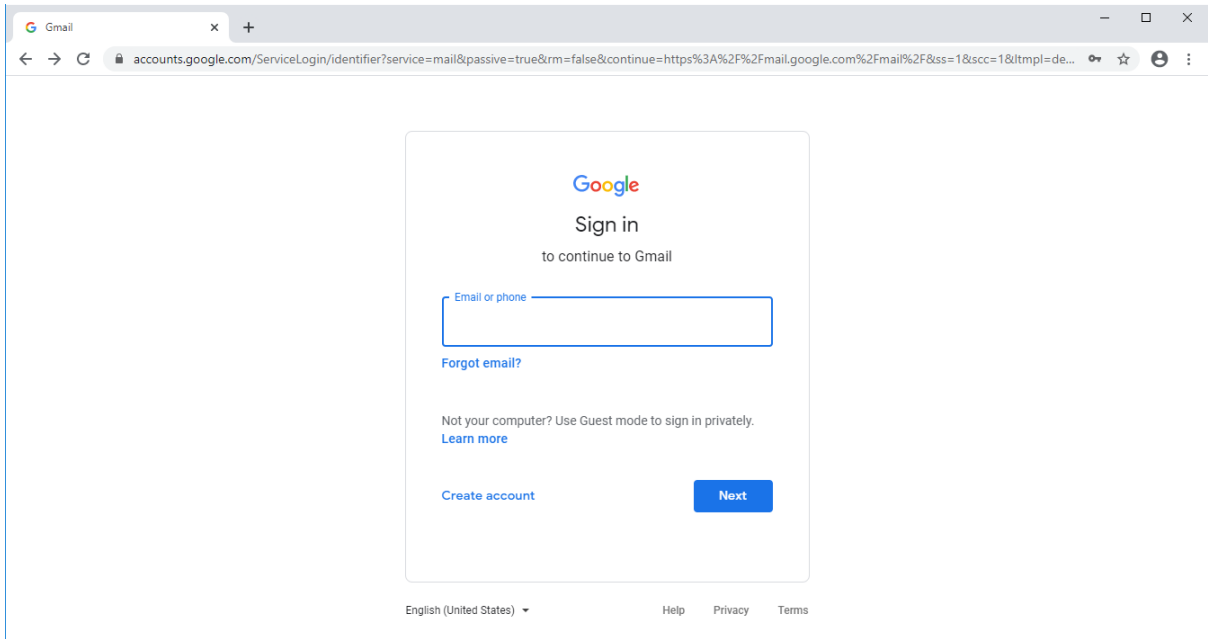 Gmail
accounts.google.com/ServiceLogin/identifier?service=mail&passive=true&rm=false&continue=https%3A%2F%2Fmail.google.com%2Fmail%2F&ss=1&scc=1&ltmpl=de...
Google
Sign in
to continue to Gmail
Email or phone
Forgot email?
Not your computer? Use Guest mode to sign in privately.
Learn more
Create account Next
English (United States) Help Privacy Terms